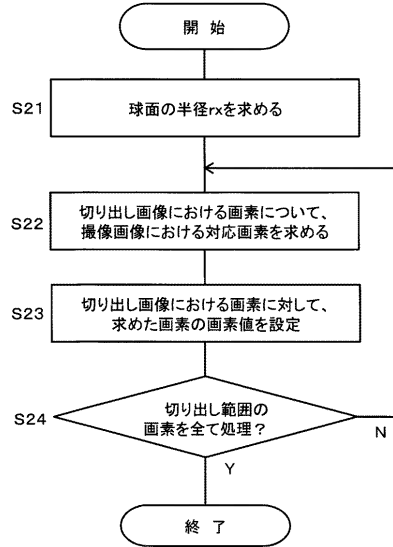 開 始
S21
球面の半径rxを求める
S22
切り出し画像における画素について、
撮像画像における対応画素を求める
S23
切り出し画像における画素に対して、
求めた画素の画素値を設定
S24
切り出し範囲の
画素を全て処理？
N
Y
終 了